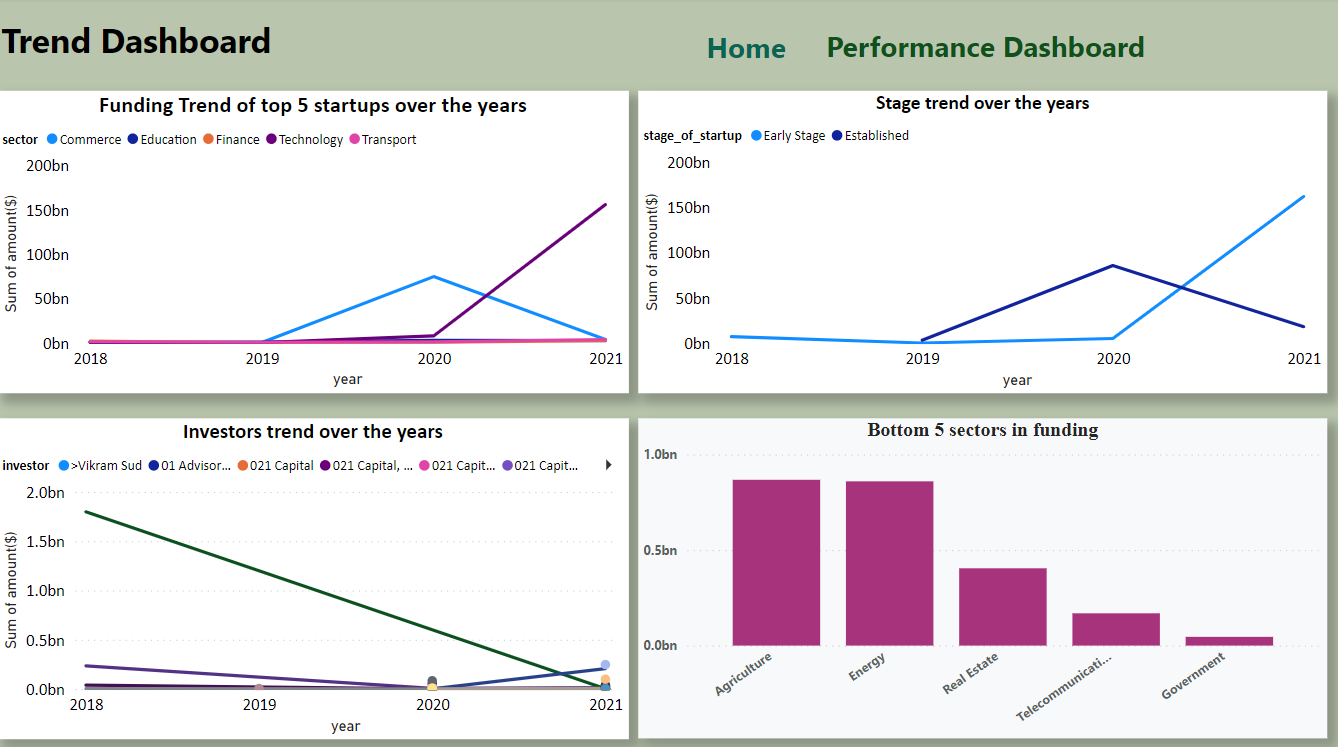 Trend Dashboard
Home
Performance Dashboard
Funding Trend of top 5 startups over the years
sector Commerce Education Finance Technology Transport
Sum of amount($)
200bn
150bn
100bn
50bn
0bn
2018 2019 2020 2021
year
Stage trend over the years
stage_of_startup Early Stage Established
Sum of amount($)
200bn
150bn
100bn
50bn
0bn
2018 2019 2020 2021
year
Investors trend over the years
investor >Vikram Sud 01 Advisor... 021 Capital 021 Capital, ... 021 Capit... 021 Capit...
Sum of amount($)
2.0bn
1.5bn
1.0bn
0.5bn
0.0bn
2018 2019 2020 2021
year
Bottom 5 sectors in funding
1.0bn
0.5bn
0.0bn
Agriculture
Energy
Real Estate
Telecommunicati...
Government